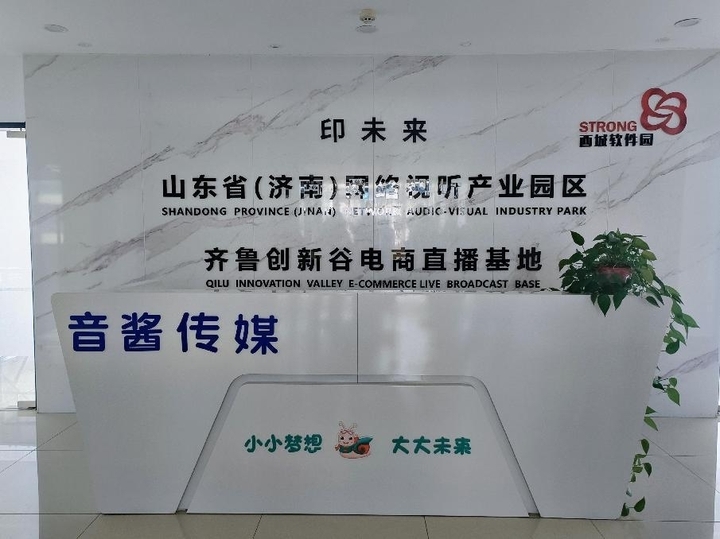 印未来
STRONG
西城软件园
山东省(济南)网络视听产业园区
SHANDONG PROVINCE (JINAN) NETWORK AUDIC-VISUAL INDUSTRY PARK
齐鲁创新谷电商直播基地
QILU INNOVATION VALLEY E-COMMERCE LIVE BROADCAST BASE
音酱传媒
小小梦想 大大未来